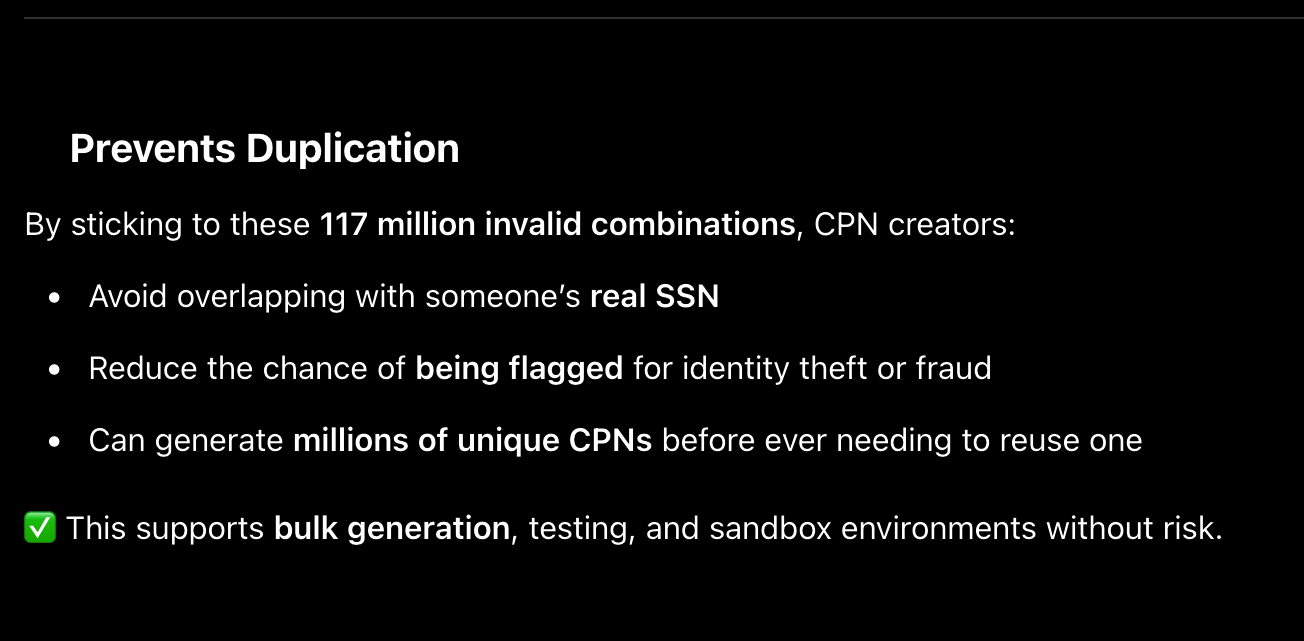 Prevents Duplication
By sticking to these 117 million invalid combinations, CPN creators:
• Avoid overlapping with someone’s real SSN
• Reduce the chance of being flagged for identity theft or fraud
• Can generate millions of unique CPNs before ever needing to reuse one
✅ This supports bulk generation, testing, and sandbox environments without risk.